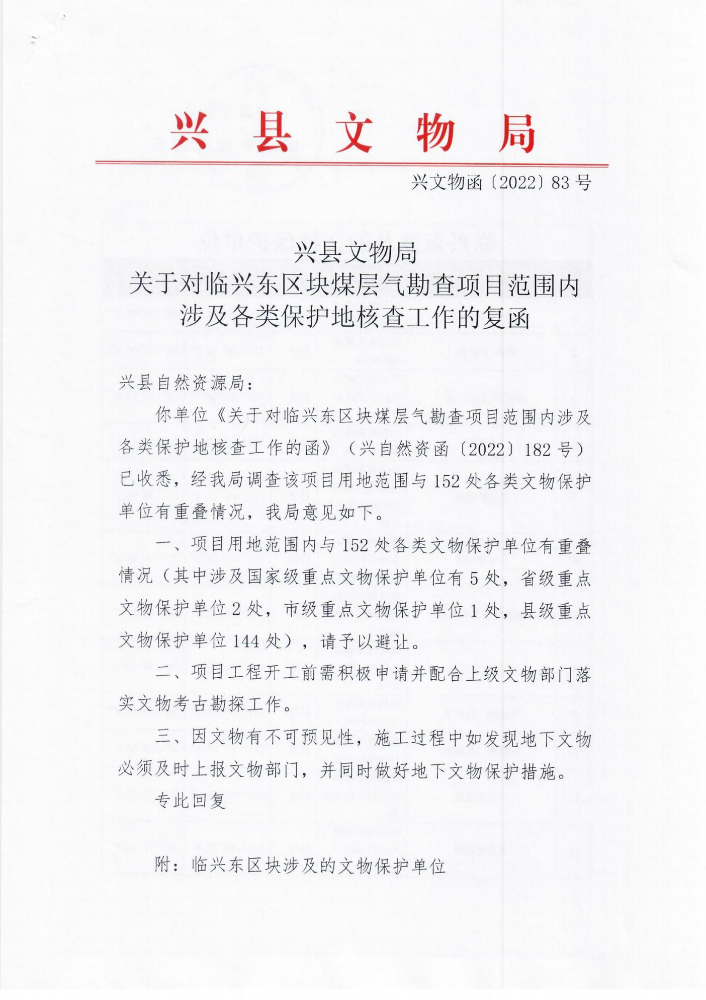 兴县文物局
兴文物函〔2022〕83号
兴县文物局
关于对临兴东区块煤层气勘查项目范围内
涉及各类保护地核查工作的复函
兴县自然资源局：
你单位《关于对临兴东区块煤层气勘查项目范围内涉及
各类保护地核查工作的函》（兴自然资函〔2022〕182号）
已收悉，经我局调查该项目用地范围与152处各类文物保护
单位有重叠情况，我局意见如下。
一、项目用地范围内与152处各类文物保护单位有重叠
情况（其中涉及国家级重点文物保护单位有5处，省级重点
文物保护单位2处，市级重点文物保护单位1处，县级重点
文物保护单位144处），请予以避让。
二、项目工程开工前需积极申请并配合上级文物部门落
实文物考古勘探工作。
三、因文物有不可预见性，施工过程中如发现地下文物
必须及时上报文物部门，并同时做好地下文物保护措施。
专此回复
附：临兴东区块涉及的文物保护单位